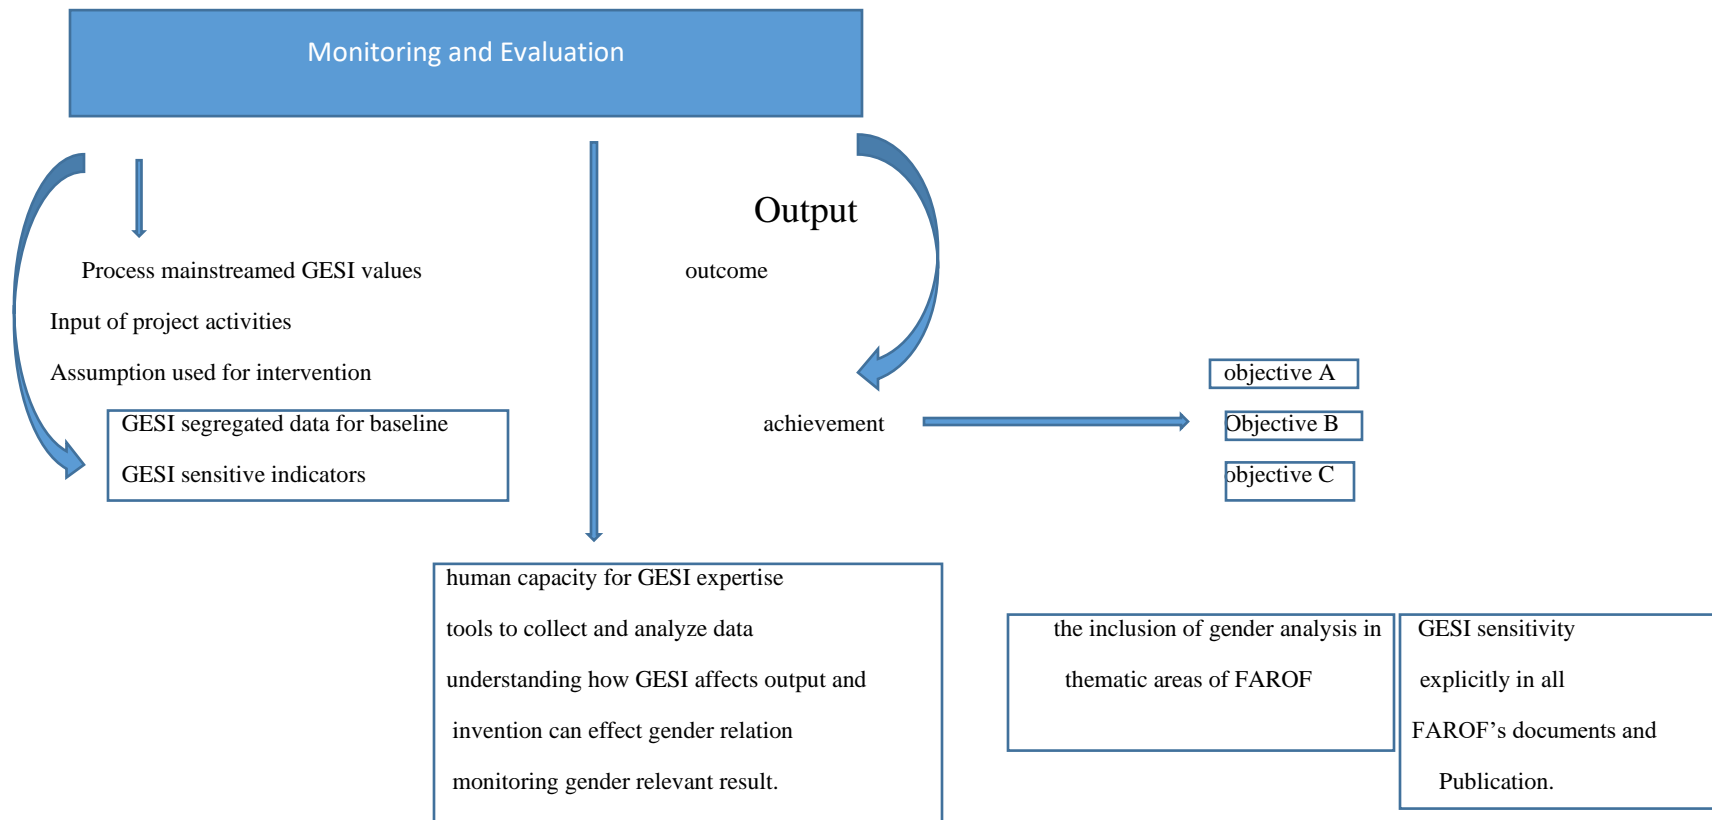 Monitoring and Evaluation
Output
Process mainstreamed GESI values
outcome
Input of project activities
Assumption used for intervention
objective A
GESI segregated data for baseline
achievement
Objective B
GESI sensitive indicators
objective C
human capacity for GESI expertise
tools to collect and analyze data
understanding how GESI affects output and
invention can effect gender relation
monitoring gender relevant result.
the inclusion of gender analysis in
thematic areas of FAROF
GESI sensitivity
explicitly in all
FAROF’s documents and
Publication.